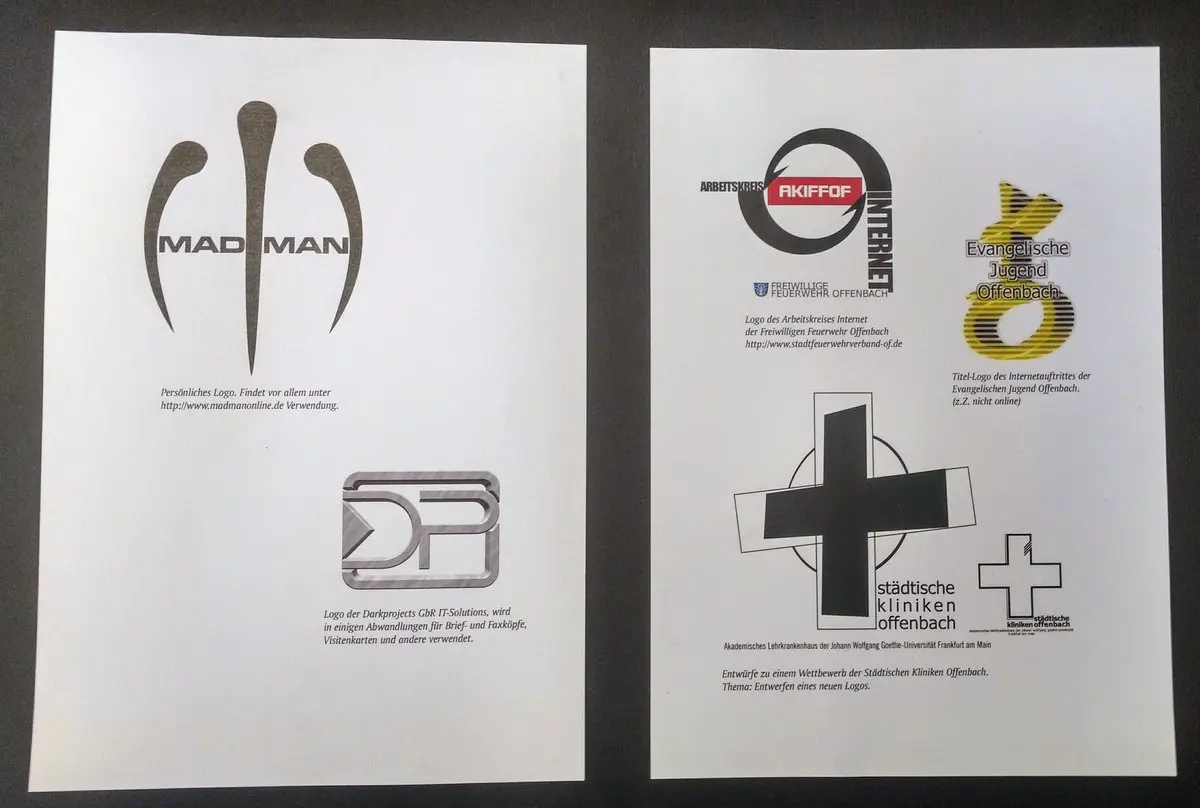 MAD MAN
Persönliches Logo. Findet vor allem unter
http://www.madmanonline.de Verwendung.
DP
Logo der Darkprojects GbR IT-Solutions, wird
in einigen Abwandlungen für Brief- und Faxköpfe,
Visitenkarten und andere verwendet.
ARBEITSKREIS
AKIFFOF
INTERNET
FREIWILLIGE
FEUERWEHR OFFENBACH
Logo des Arbeitskreises Internet
der Freiwilligen Feuerwehr Offenbach
http://www.stadtfeuerwehrverband-of.de
Evangelische
Jugend
Offenbach
Titel-Logo des Internetauftrittes der
Evangelischen Jugend Offenbach.
(z.Z. nicht online)
städtische
kliniken
offenbach
Akademisches Lehrkrankenhaus der Johann Wolfgang Goethe-Universität Frankfurt am Main
städtische
kliniken offenbach
Entwürfe zu einem Wettbewerb der Städtischen Kliniken Offenbach.
Thema: Entwerfen eines neuen Logos.